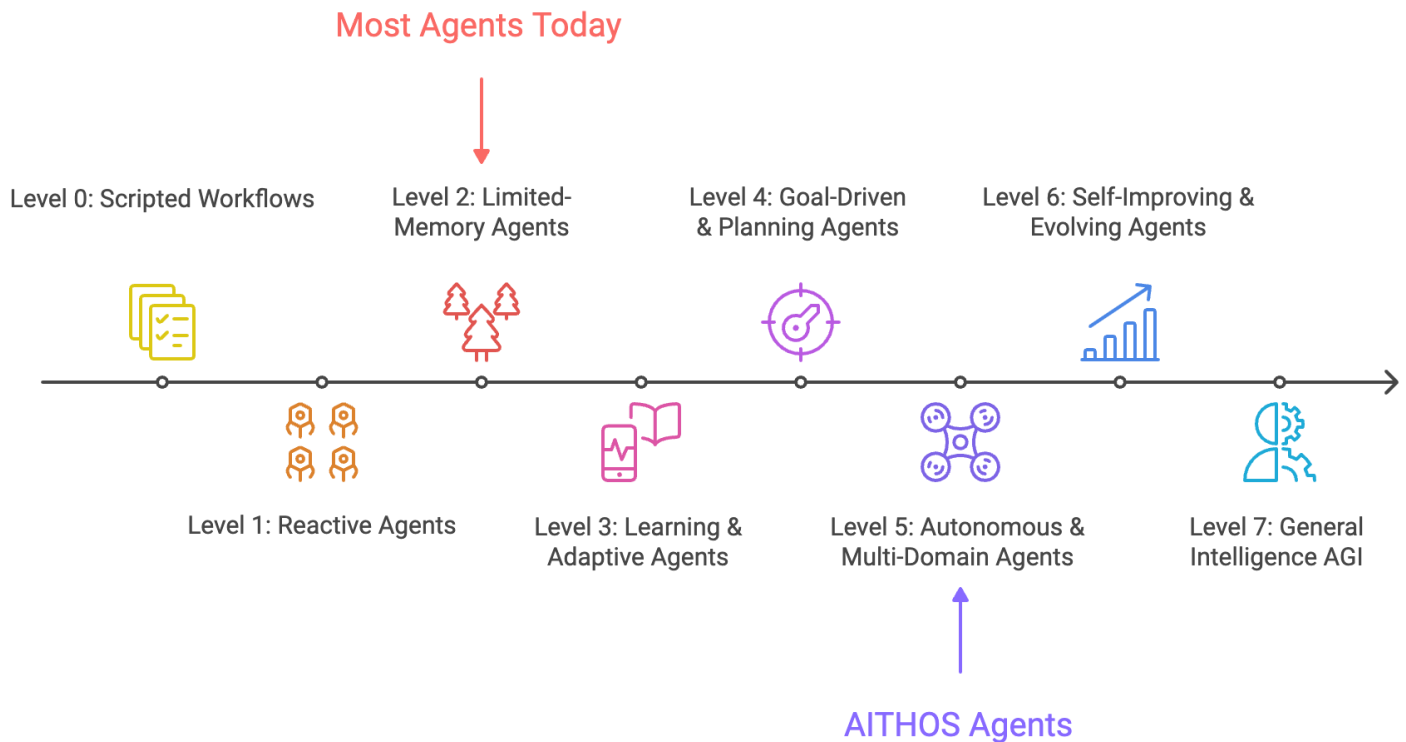 Most Agents Today
Level 0: Scripted Workflows
Level 2: Limited-
Memory Agents
Level 4: Goal-Driven
& Planning Agents
Level 6: Self-Improving &
Evolving Agents
Level 1: Reactive Agents
Level 3: Learning &
Adaptive Agents
Level 5: Autonomous &
Multi-Domain Agents
Level 7: General
Intelligence AGI
AITHOS Agents